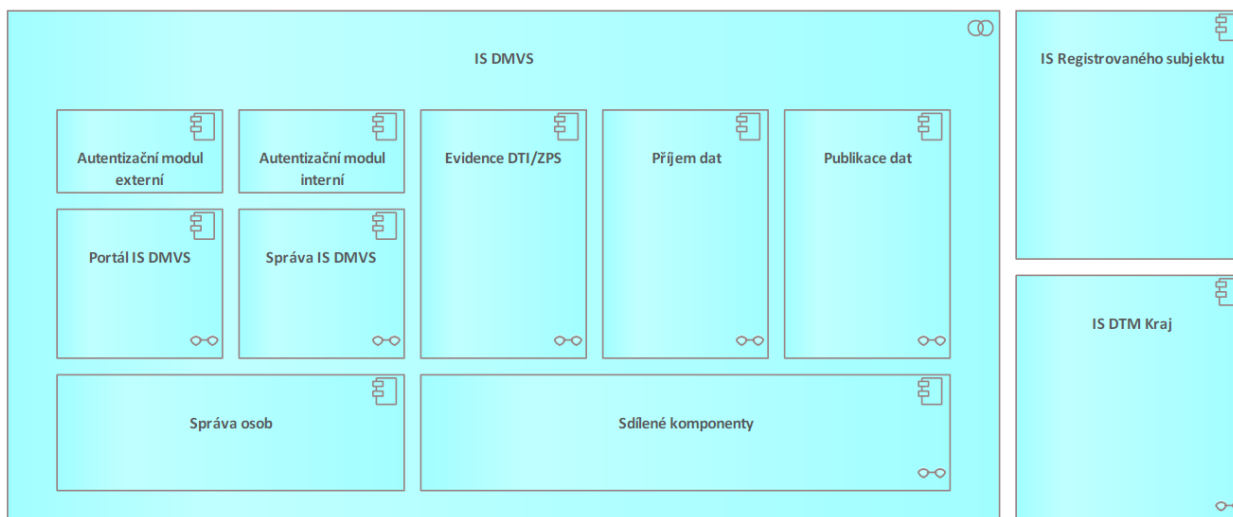 IS DMVS
IS Registrovaného subjektu
Autentizační modul
externí
Autentizační modul
interní
Evidence DTI/ZPS
Příjem dat
Publikace dat
Portál IS DMVS
Správa IS DMVS
IS DTM Kraj
Správa osob
Sdílené komponenty